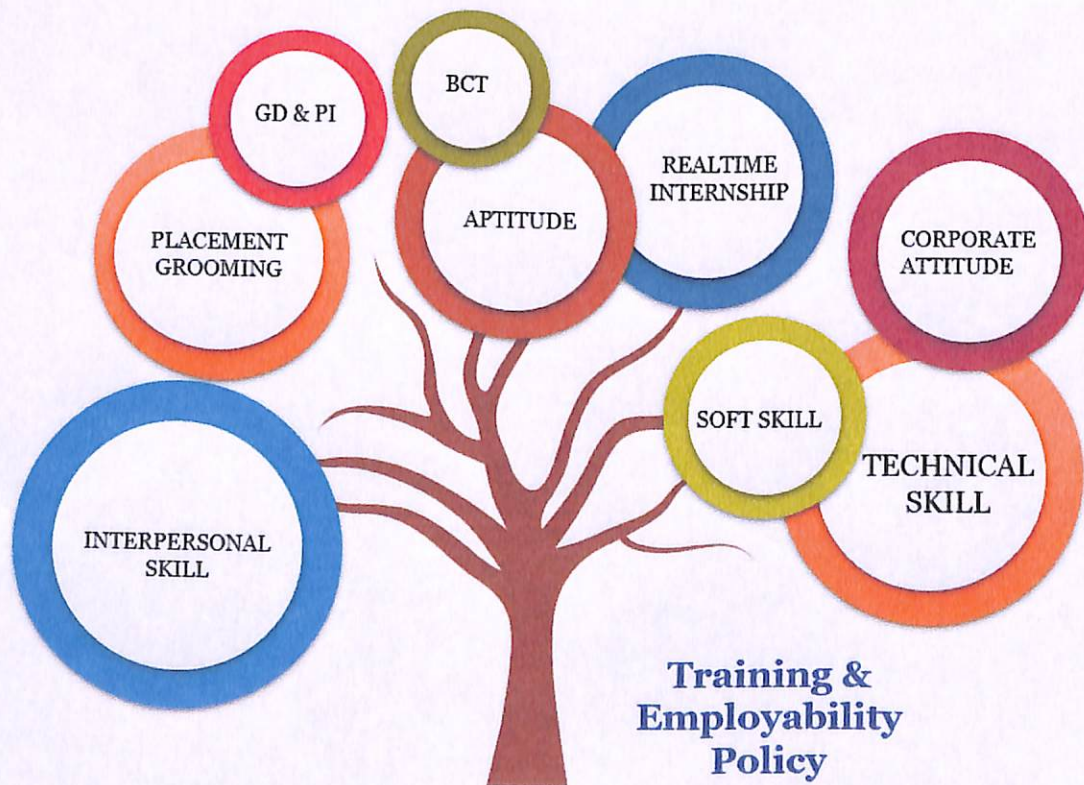 GD & PI
BCT
REALTIME
INTERNSHIP
PLACEMENT
GROOMING
APTITUDE
CORPORATE
ATTITUDE
SOFT SKILL
TECHNICAL
SKILL
INTERPERSONAL
SKILL
Training &
Employability
Policy